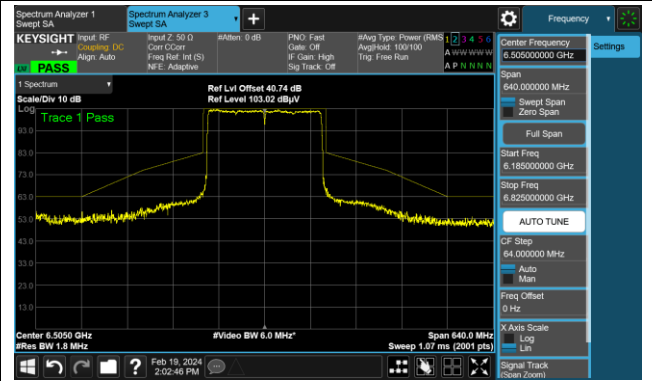 Spectrum Analyzer 1
Swept SA
Spectrum Analyzer 3
Swept SA
Frequency
KEYSIGHT
Input: RF
Coupling: DC
Align: Auto
Input Z: 50 Ω
Corr CCorr
Freq Ref: Int (S)
NFE: Adaptive
#Atten: 0 dB
PNO: Fast
Gate: Off
IF Gain: High
Sig Track: Off
#Avg Type: Power (RMS
Avg|Hold: 100/100
Trig: Free Run
1 2 3 4 5 6
A W W W W W
A P N N N N
PASS
1 Spectrum
Scale/Div 10 dB
Ref Lvl Offset 40.74 dB
Ref Level 103.02 dBµV
Log
Trace 1 Pass
93.0
83.0
73.0
63.0
53.0
43.0
33.0
23.0
13.0
Center 6.5050 GHz
#Res BW 1.8 MHz
#Video BW 6.0 MHz*
Span 640.0 MHz
Sweep 1.07 ms (2001 pts)
Center Frequency
6.505000000 GHz
Settings
Span
640.000000 MHz
Swept Span
Zero Span
Full Span
Start Freq
6.185000000 GHz
Stop Freq
6.825000000 GHz
AUTO TUNE
CF Step
64.000000 MHz
Auto
Man
Freq Offset
0 Hz
X Axis Scale
Log
Lin
Signal Track
(Span Zoom)
?
Feb 19, 2024
2:02:46 PM